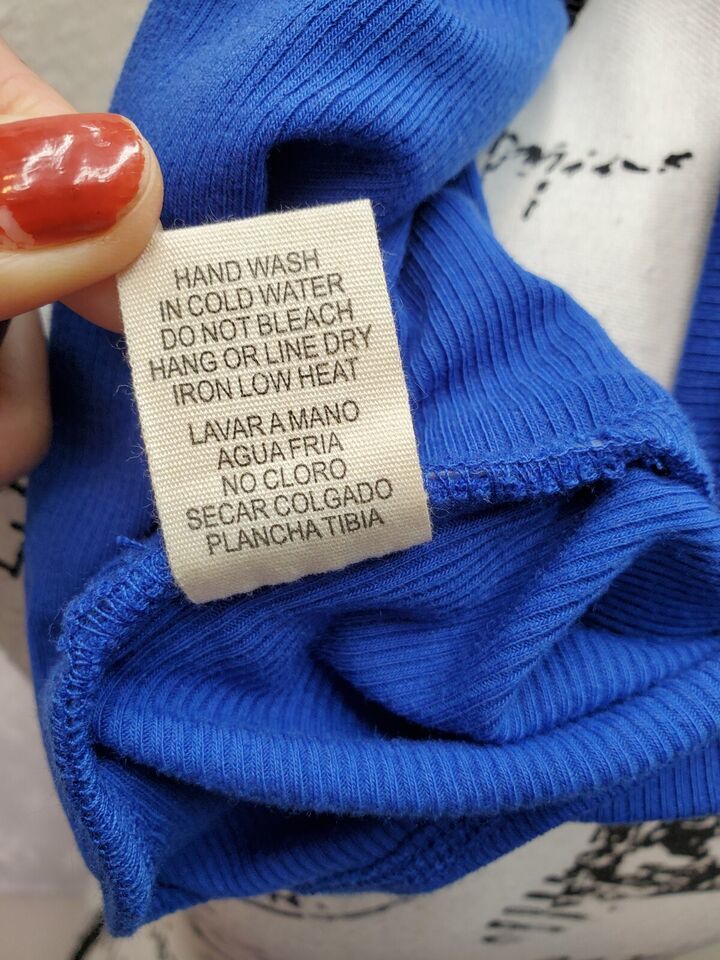 HAND WASH
IN COLD WATER
DO NOT BLEACH
HANG OR LINE DRY
IRON LOW HEAT
LAVAR A MANO
AGUA FRIA
NO CLORO
SECAR COLGADO
PLANCHA TIBIA